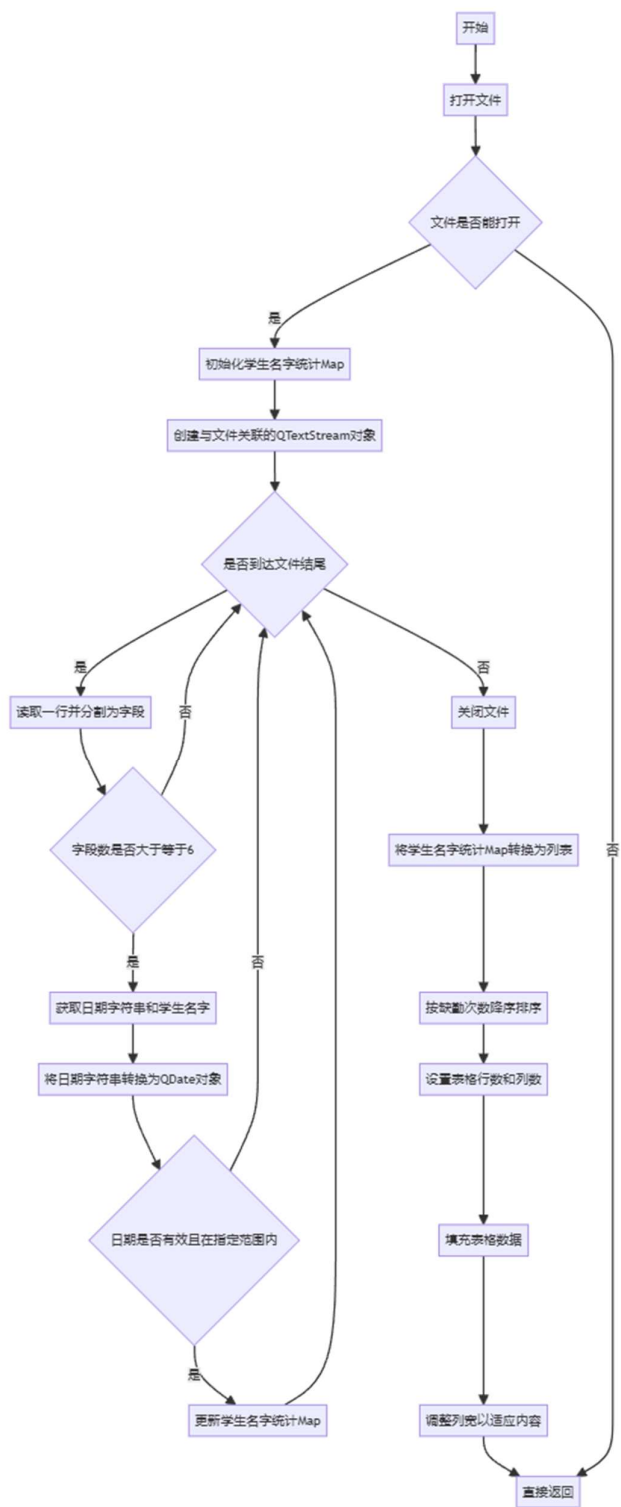 开始
打开文件
文件是否能打开
是
初始化学生名字统计Map
创建与文件关联的QTextStream对象
是否到达文件结尾
是
否
读取一行并分割为字段
否
关闭文件
字段数是否大于等于6
将学生名字统计Map转换为列表
否
是
否
获取日期字符串和学生名字
按缺勤次数降序排序
将日期字符串转换为QDate对象
设置表格行数和列数
日期是否有效且在指定范围内
填充表格数据
是
更新学生名字统计Map
调整列宽以适应内容
直接返回